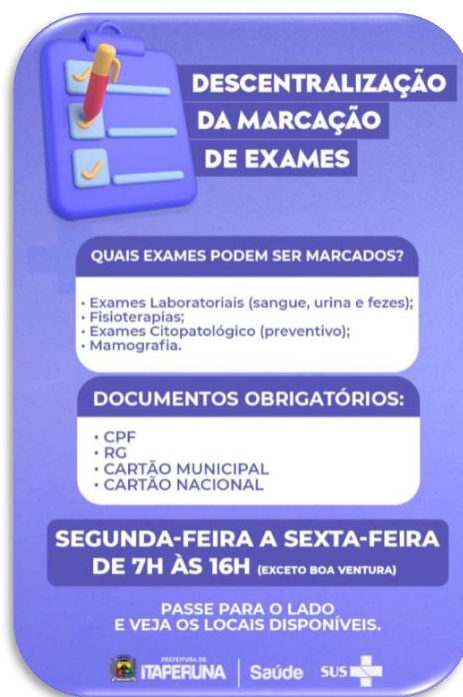 DESCENTRALIZAÇÃO
DA MARCAÇÃO
DE EXAMES
QUAIS EXAMES PODEM SER MARCADOS?
• Exames Laboratoriais (sangue, urina e fezes);
• Fisioterapias;
• Exames Citopatológico (preventivo);
• Mamografia.
DOCUMENTOS OBRIGATÓRIOS:
• CPF
• RG
• CARTÃO MUNICIPAL
• CARTÃO NACIONAL
SEGUNDA-FEIRA A SEXTA-FEIRA
DE 7H ÀS 16H (EXCETO BOA VENTURA)
PASSE PARA O LADO
E VEJA OS LOCAIS DISPONÍVEIS.
PREFEITURA DE
ITAPERUNA Saúde SUS